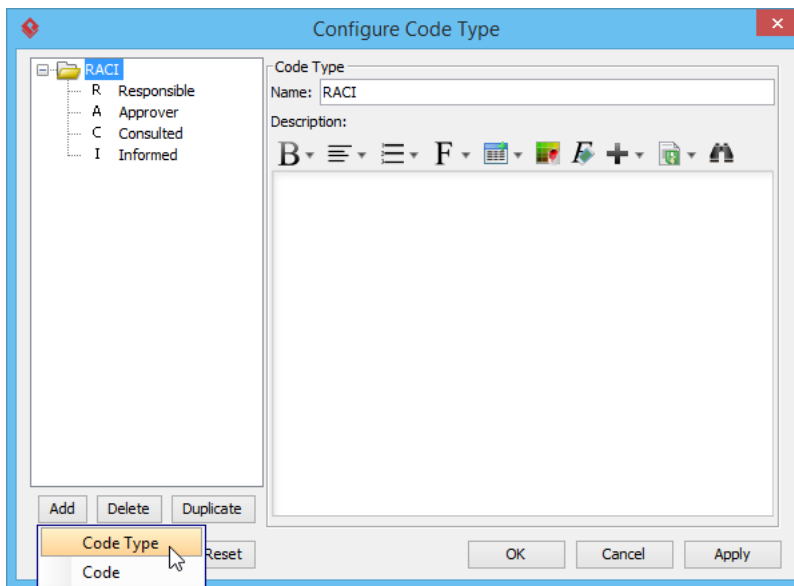 Configure Code Type
RACI
R Responsible
A Approver
C Consulted
I Informed
Code Type
Name: RACI
Description:
B F F
Add Delete Duplicate
Code Type
Code
Reset OK Cancel Apply